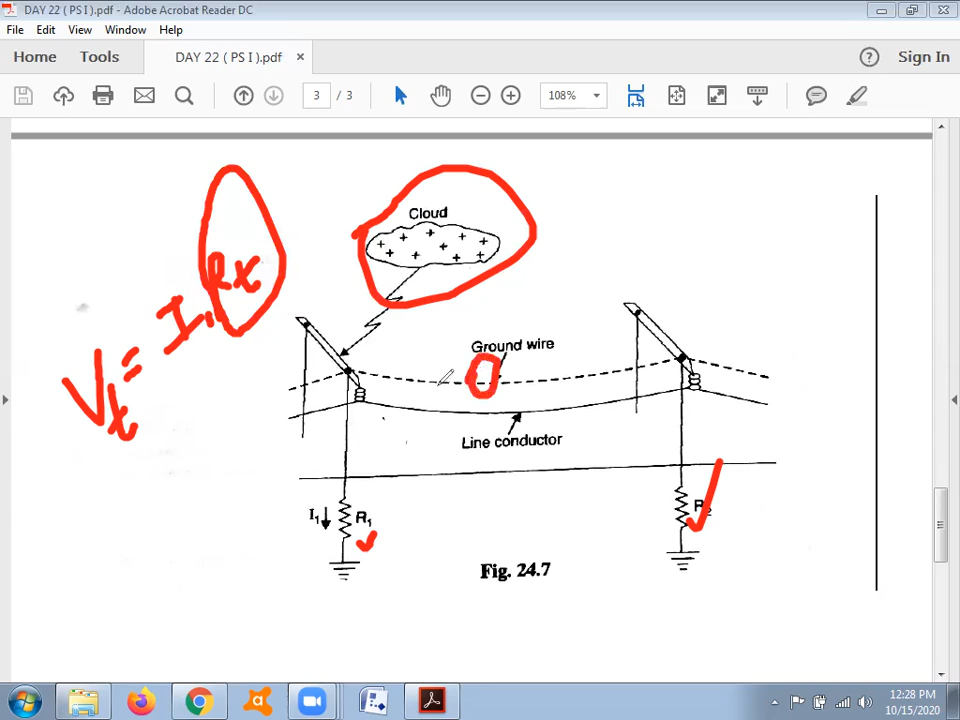 DAY 22 ( PS I ).pdf - Adobe Acrobat Reader DC
File Edit View Window Help
Home Tools DAY 22 ( PS I ).pdf × ? Sign In
3 / 3 108%
Cloud
Ground wire
Line conductor
I₁ R₁
R₂
Fig. 24.7
Vt = I₁ Rt
12:28 PM
10/15/2020